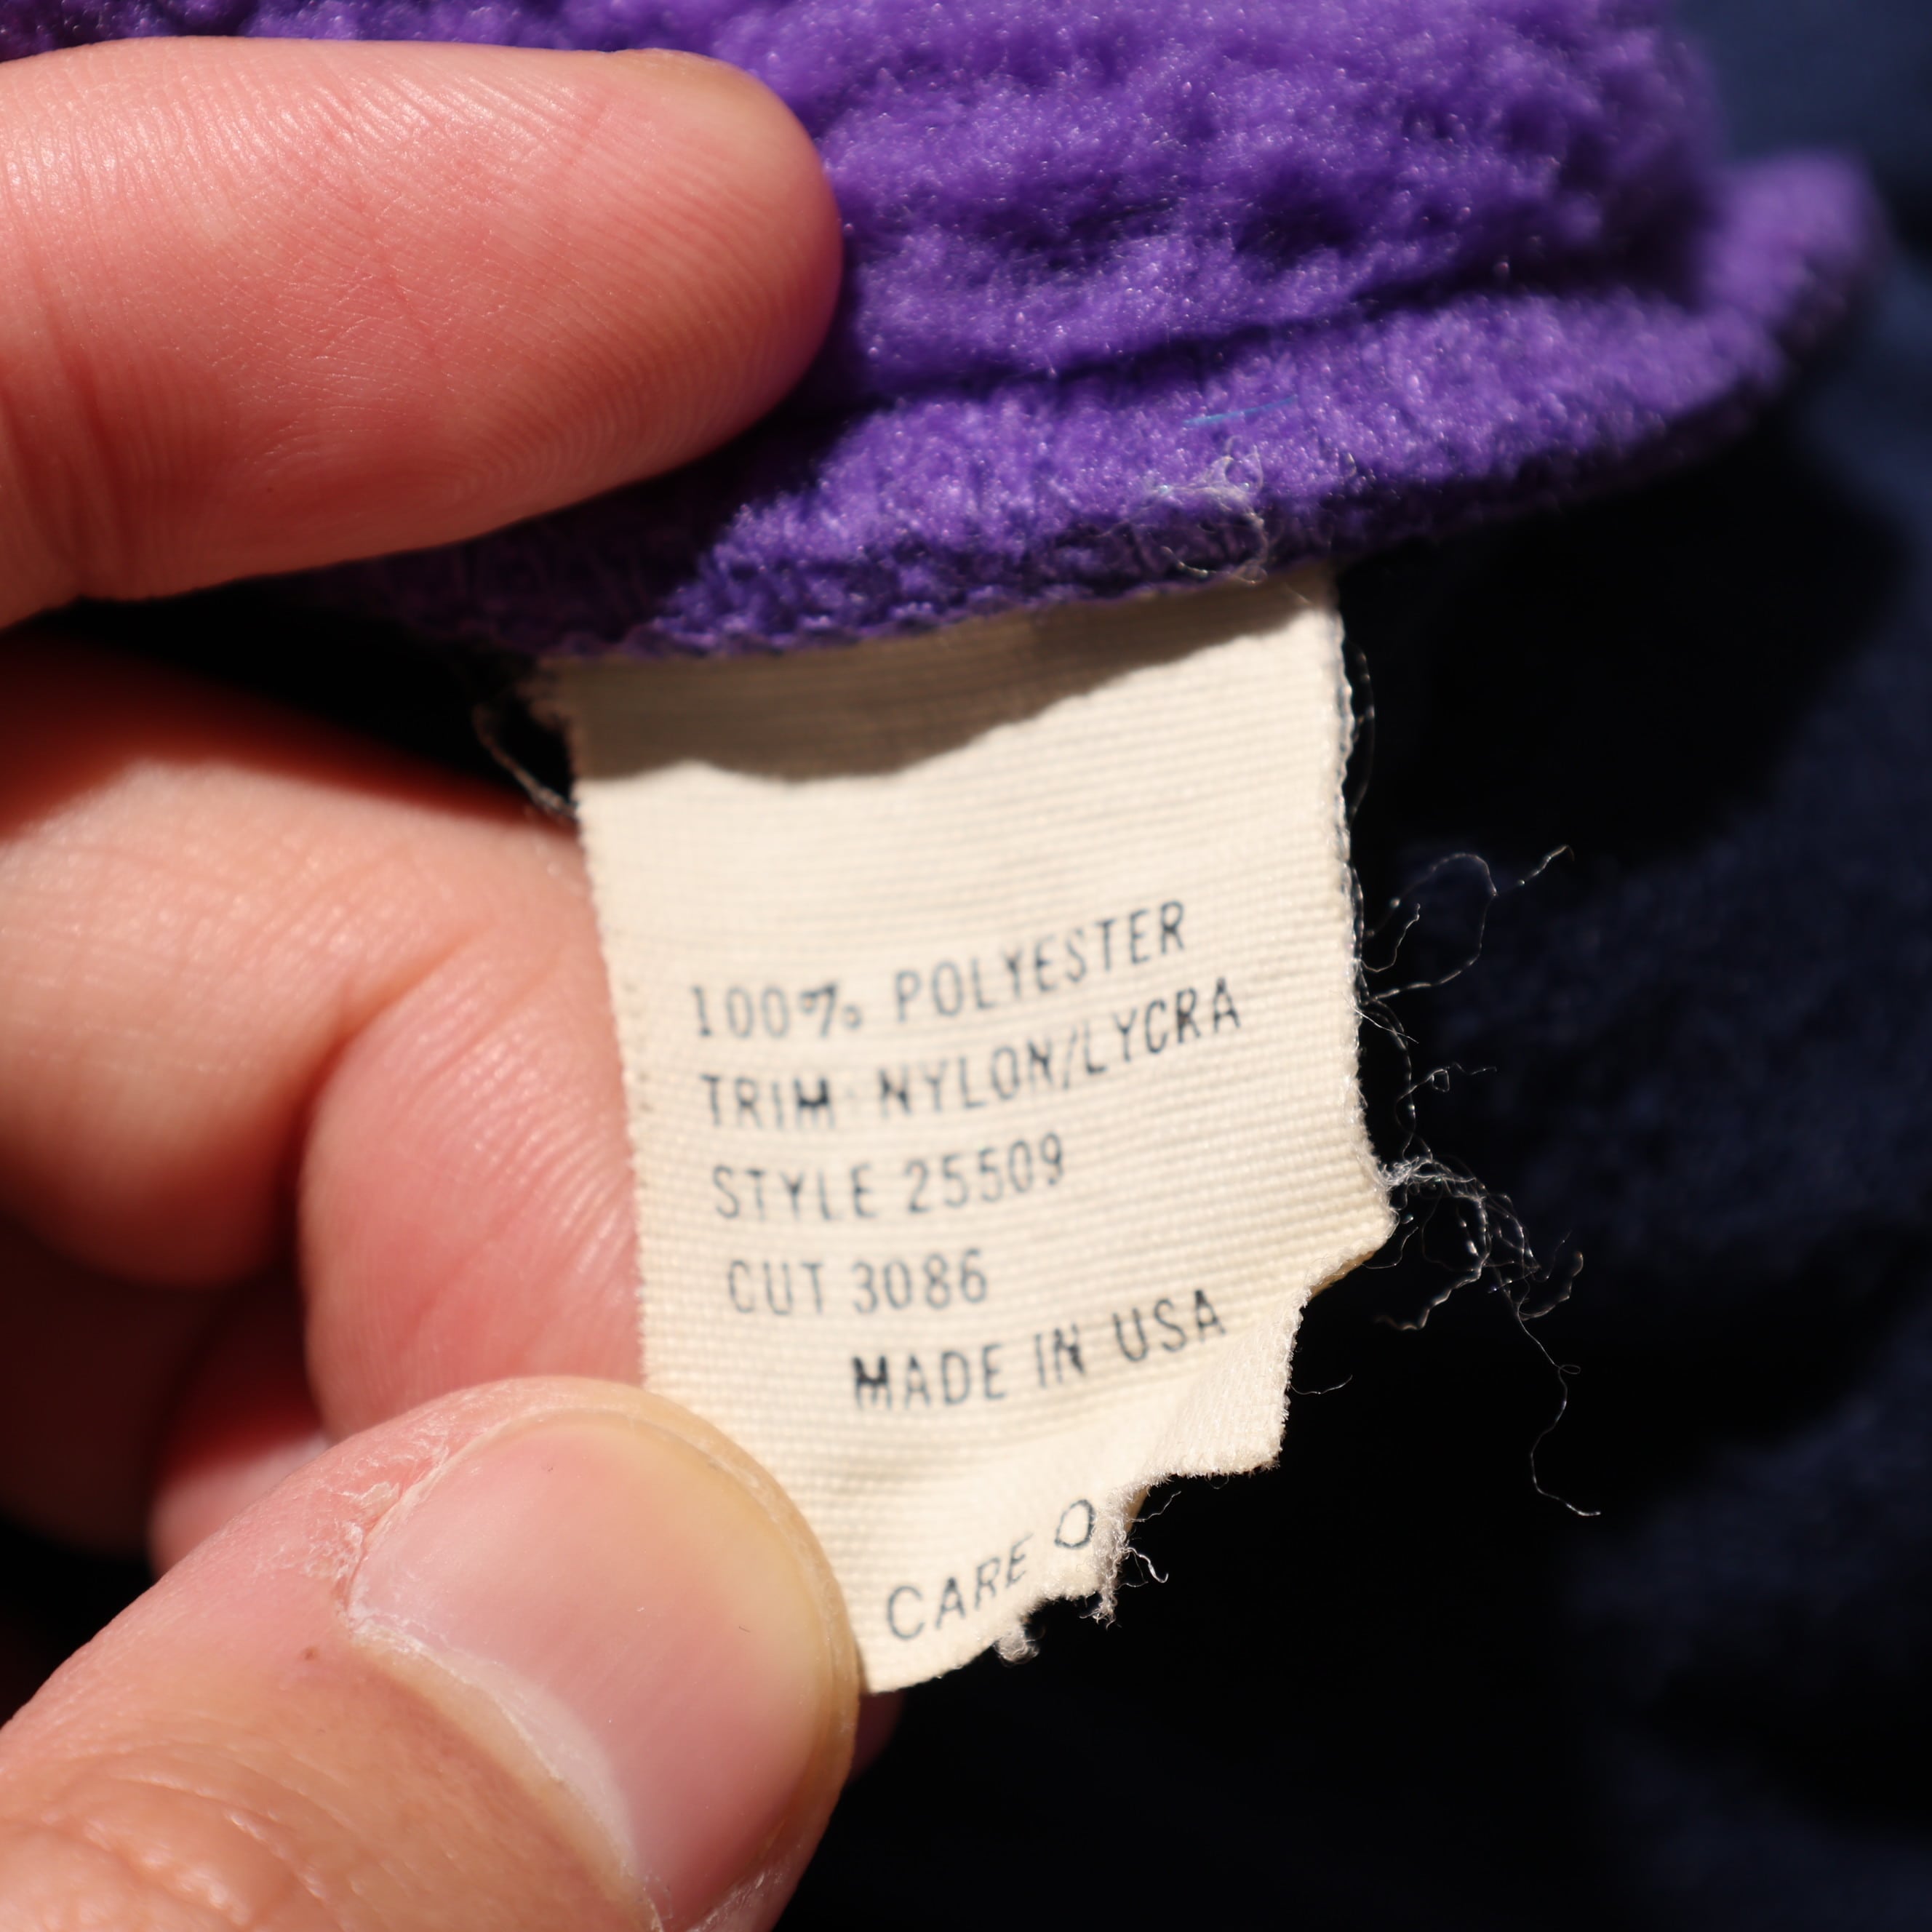 100% POLYESTER
TRIM: NYLON/LYCRA
STYLE 25509
CUT 3086
MADE IN USA
CARE O